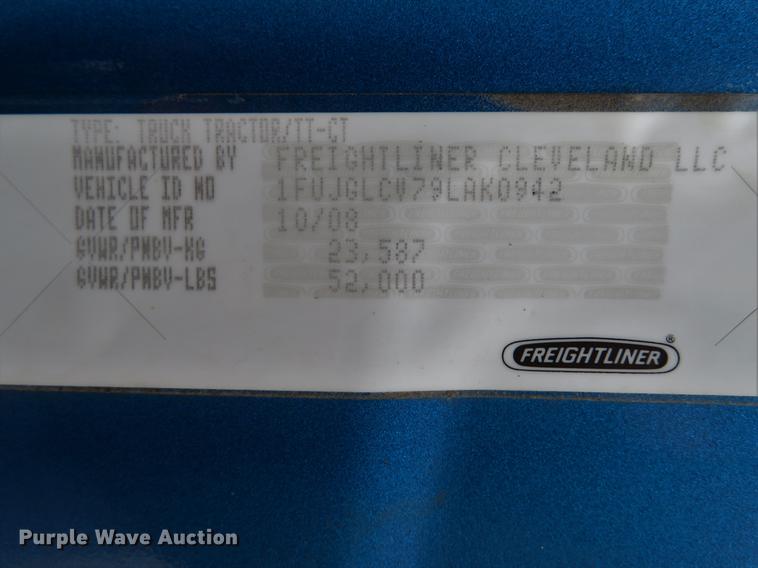 TYPE: TRUCK TRACTOR/TT-CT
MANUFACTURED BY FREIGHTLINER CLEVELAND LLC
VEHICLE ID NO 1FUJGLCV79LAK0942
DATE OF MFR 10/08
GVWR/PNBV-KG 23,587
GVWR/PNBV-LBS 52,000
FREIGHTLINER®
Purple Wave Auction